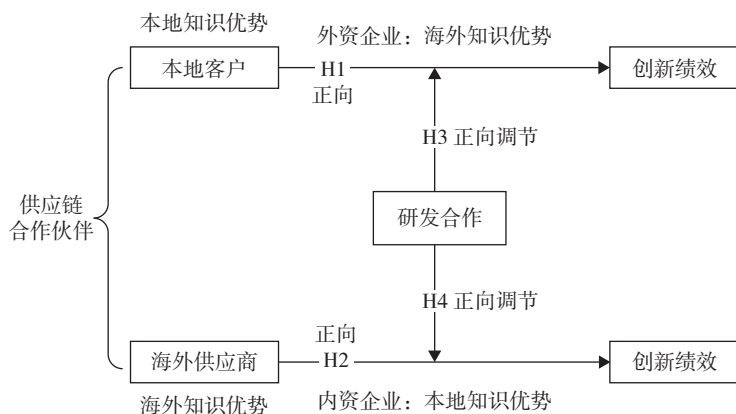 本地知识优势
外资企业：海外知识优势
本地客户
H1
正向
创新绩效
H3 正向调节
供应链
合作伙伴
研发合作
H4 正向调节
正向
海外供应商
H2
创新绩效
海外知识优势
内资企业：本地知识优势